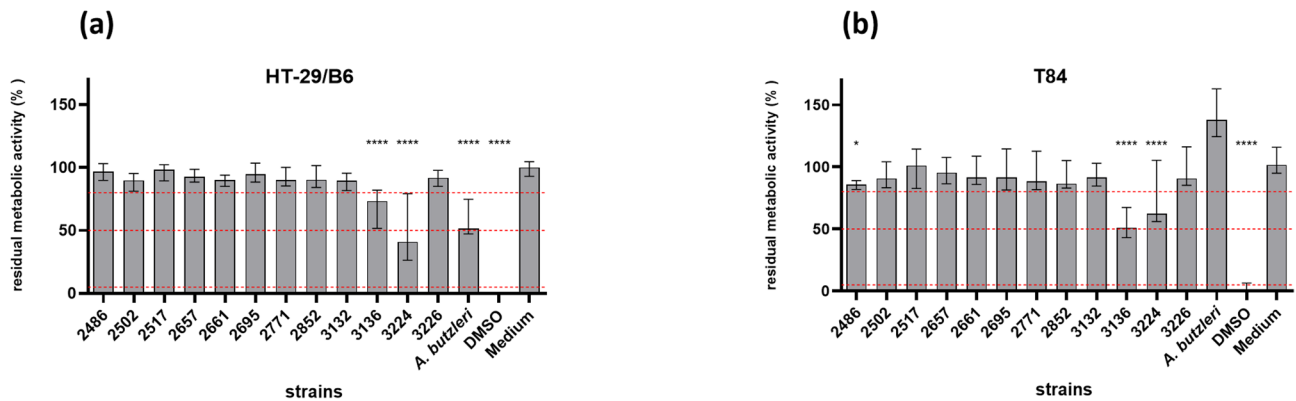 (a)
HT-29/B6
residual metabolic activity (% )
150
100
50
0
**** **** **** ****
2486 2502 2517 2657 2661 2695 2771 2852 3132 3136 3224 3226 A. butzleri DMSO Medium
strains
(b)
T84
residual metabolic activity (% )
150
100
50
0
* **** **** ****
2486 2502 2517 2657 2661 2695 2771 2852 3132 3136 3224 3226 A. butzleri DMSO Medium
strains